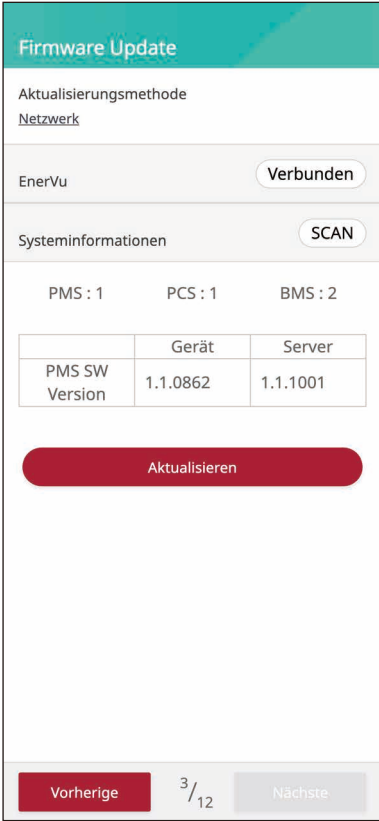 Firmware Update
Aktualisierungsmethode
Netzwerk
EnerVu Verbunden
Systeminformationen SCAN
PMS : 1 PCS : 1 BMS : 2
Gerät Server
PMS SW Version 1.1.0862 1.1.1001
Aktualisieren
Vorherige 3/12 Nächste